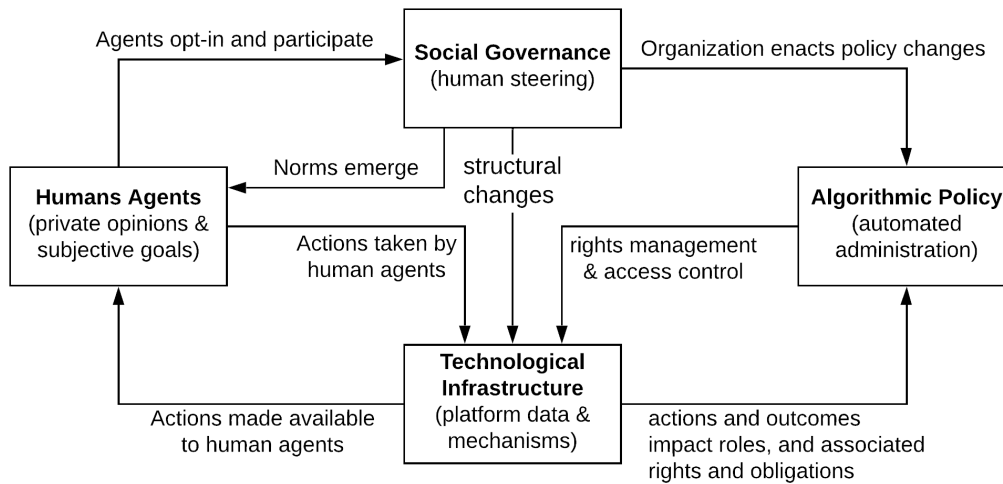 Agents opt-in and participate
Social Governance
(human steering)
Organization enacts policy changes
Norms emerge
structural
changes
Humans Agents
(private opinions &
subjective goals)
Algorithmic Policy
(automated
administration)
Actions taken by
human agents
rights management
& access control
Technological
Infrastructure
(platform data &
mechanisms)
Actions made available
to human agents
actions and outcomes
impact roles, and associated
rights and obligations